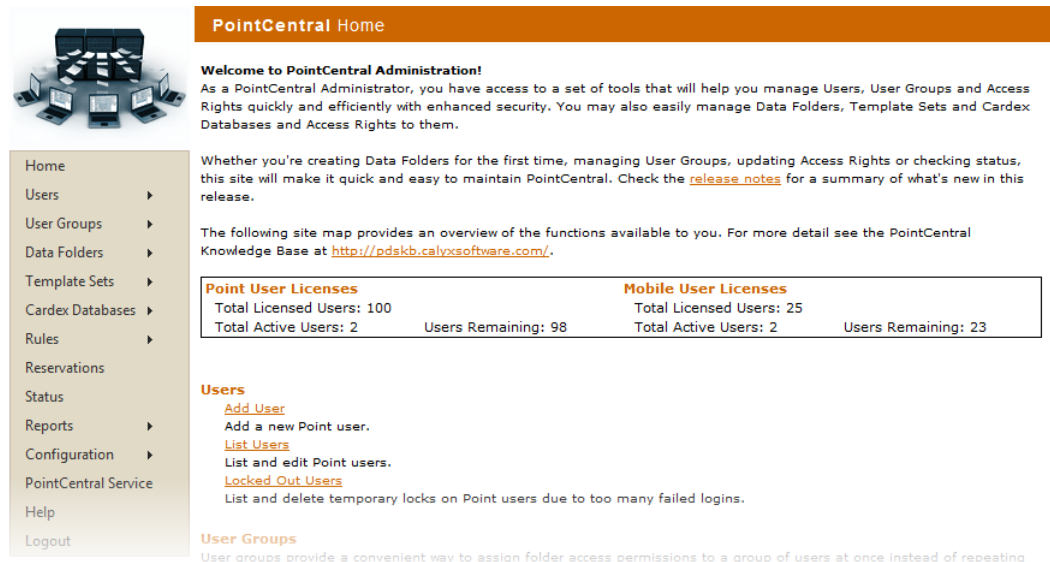 PointCentral Home
Home
Users
User Groups
Data Folders
Template Sets
Cardex Databases
Rules
Reservations
Status
Reports
Configuration
PointCentral Service
Help
Logout
Welcome to PointCentral Administration!
As a PointCentral Administrator, you have access to a set of tools that will help you manage Users, User Groups and Access
Rights quickly and efficiently with enhanced security. You may also easily manage Data Folders, Template Sets and Cardex
Databases and Access Rights to them.
Whether you're creating Data Folders for the first time, managing User Groups, updating Access Rights or checking status,
this site will make it quick and easy to maintain PointCentral. Check the release notes for a summary of what's new in this
release.
The following site map provides an overview of the functions available to you. For more detail see the PointCentral
Knowledge Base at http://pdskb.calyxsoftware.com/.
Point User Licenses Mobile User Licenses
Total Licensed Users: 100 Total Licensed Users: 25
Total Active Users: 2 Users Remaining: 98 Total Active Users: 2 Users Remaining: 23
Users
Add User
Add a new Point user.
List Users
List and edit Point users.
Locked Out Users
List and delete temporary locks on Point users due to too many failed logins.
User Groups
User groups provide a convenient way to assign folder access permissions to a group of users at once instead of repeating